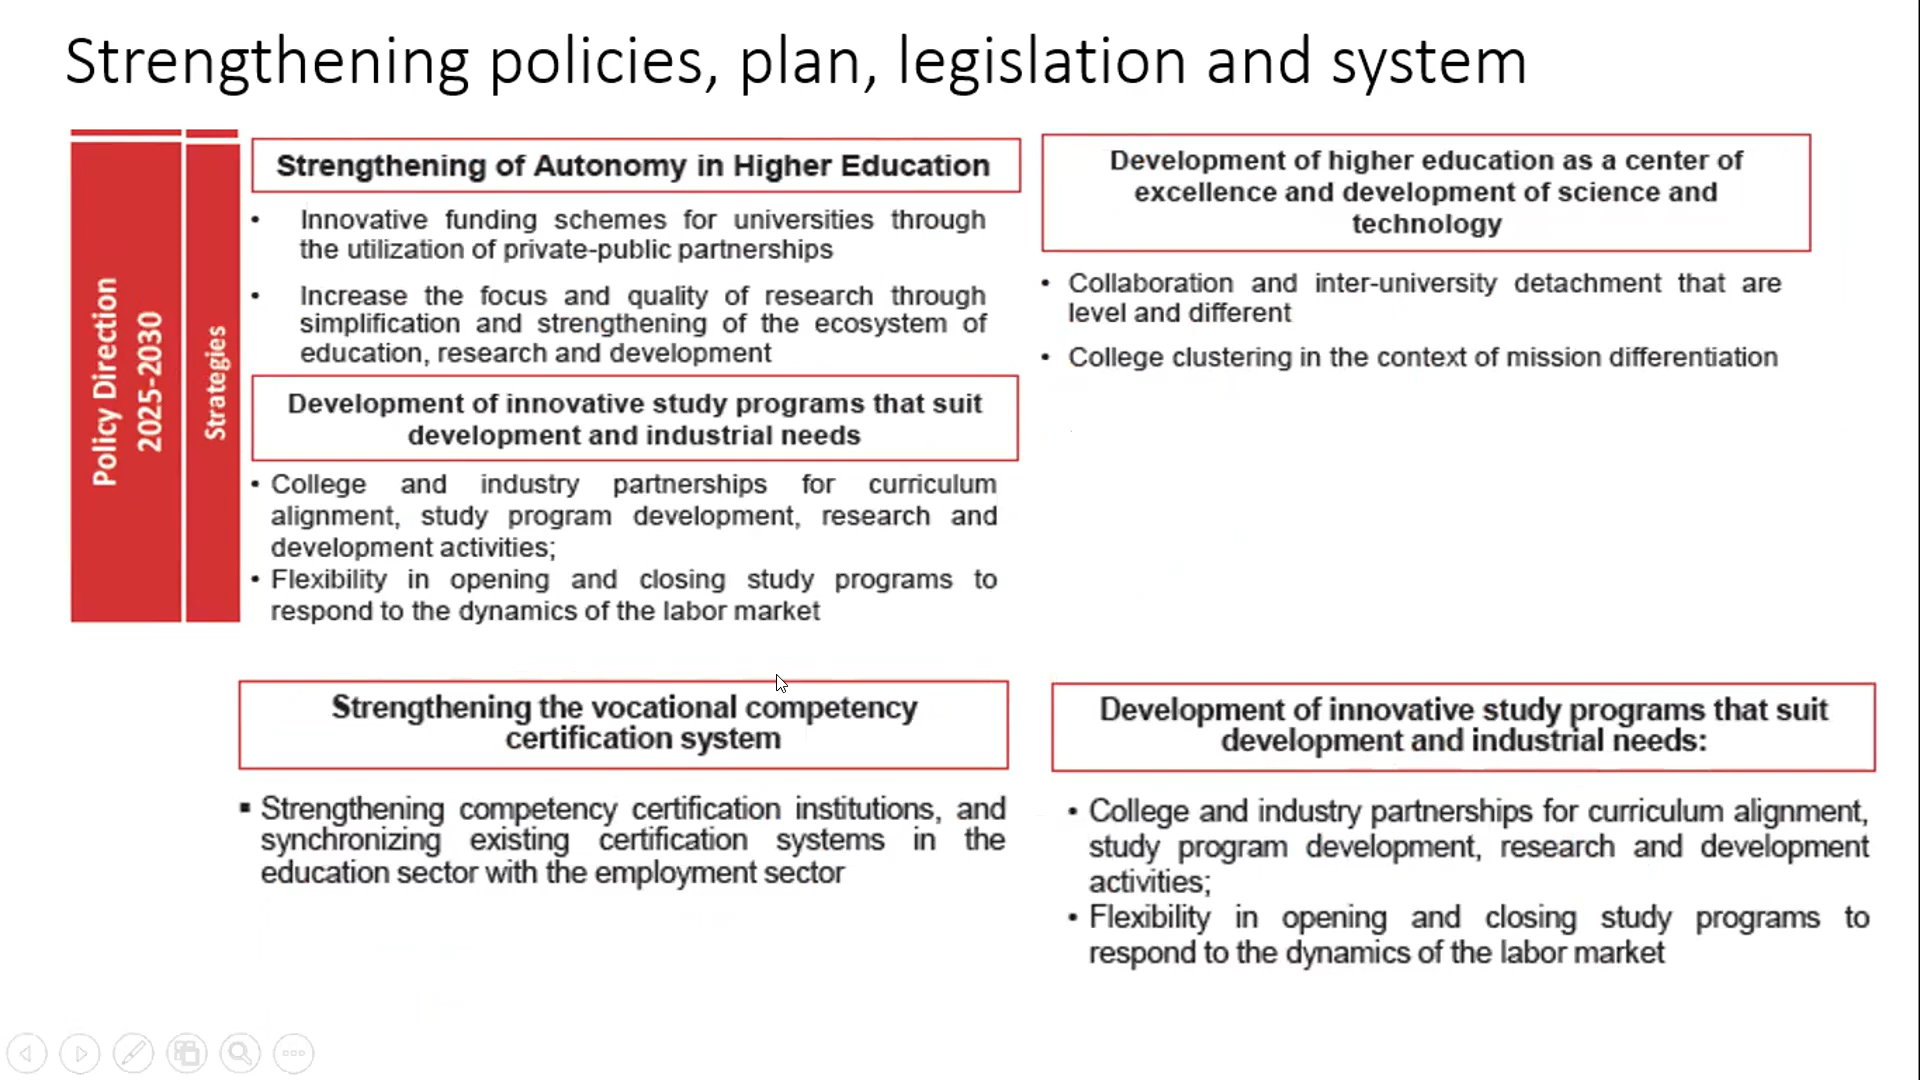 Strengthening policies, plan, legislation and system
Policy Direction
2025-2030
Strategies
Strengthening of Autonomy in Higher Education
• Innovative funding schemes for universities through
the utilization of private-public partnerships
• Increase the focus and quality of research through
simplification and strengthening of the ecosystem of
education, research and development
Development of innovative study programs that suit
development and industrial needs
• College and industry partnerships for curriculum
alignment, study program development, research and
development activities;
• Flexibility in opening and closing study programs to
respond to the dynamics of the labor market
Development of higher education as a center of
excellence and development of science and
technology
• Collaboration and inter-university detachment that are
level and different
• College clustering in the context of mission differentiation
Strengthening the vocational competency
certification system
▪ Strengthening competency certification institutions, and
synchronizing existing certification systems in the
education sector with the employment sector
Development of innovative study programs that suit
development and industrial needs:
• College and industry partnerships for curriculum alignment,
study program development, research and development
activities;
• Flexibility in opening and closing study programs to
respond to the dynamics of the labor market